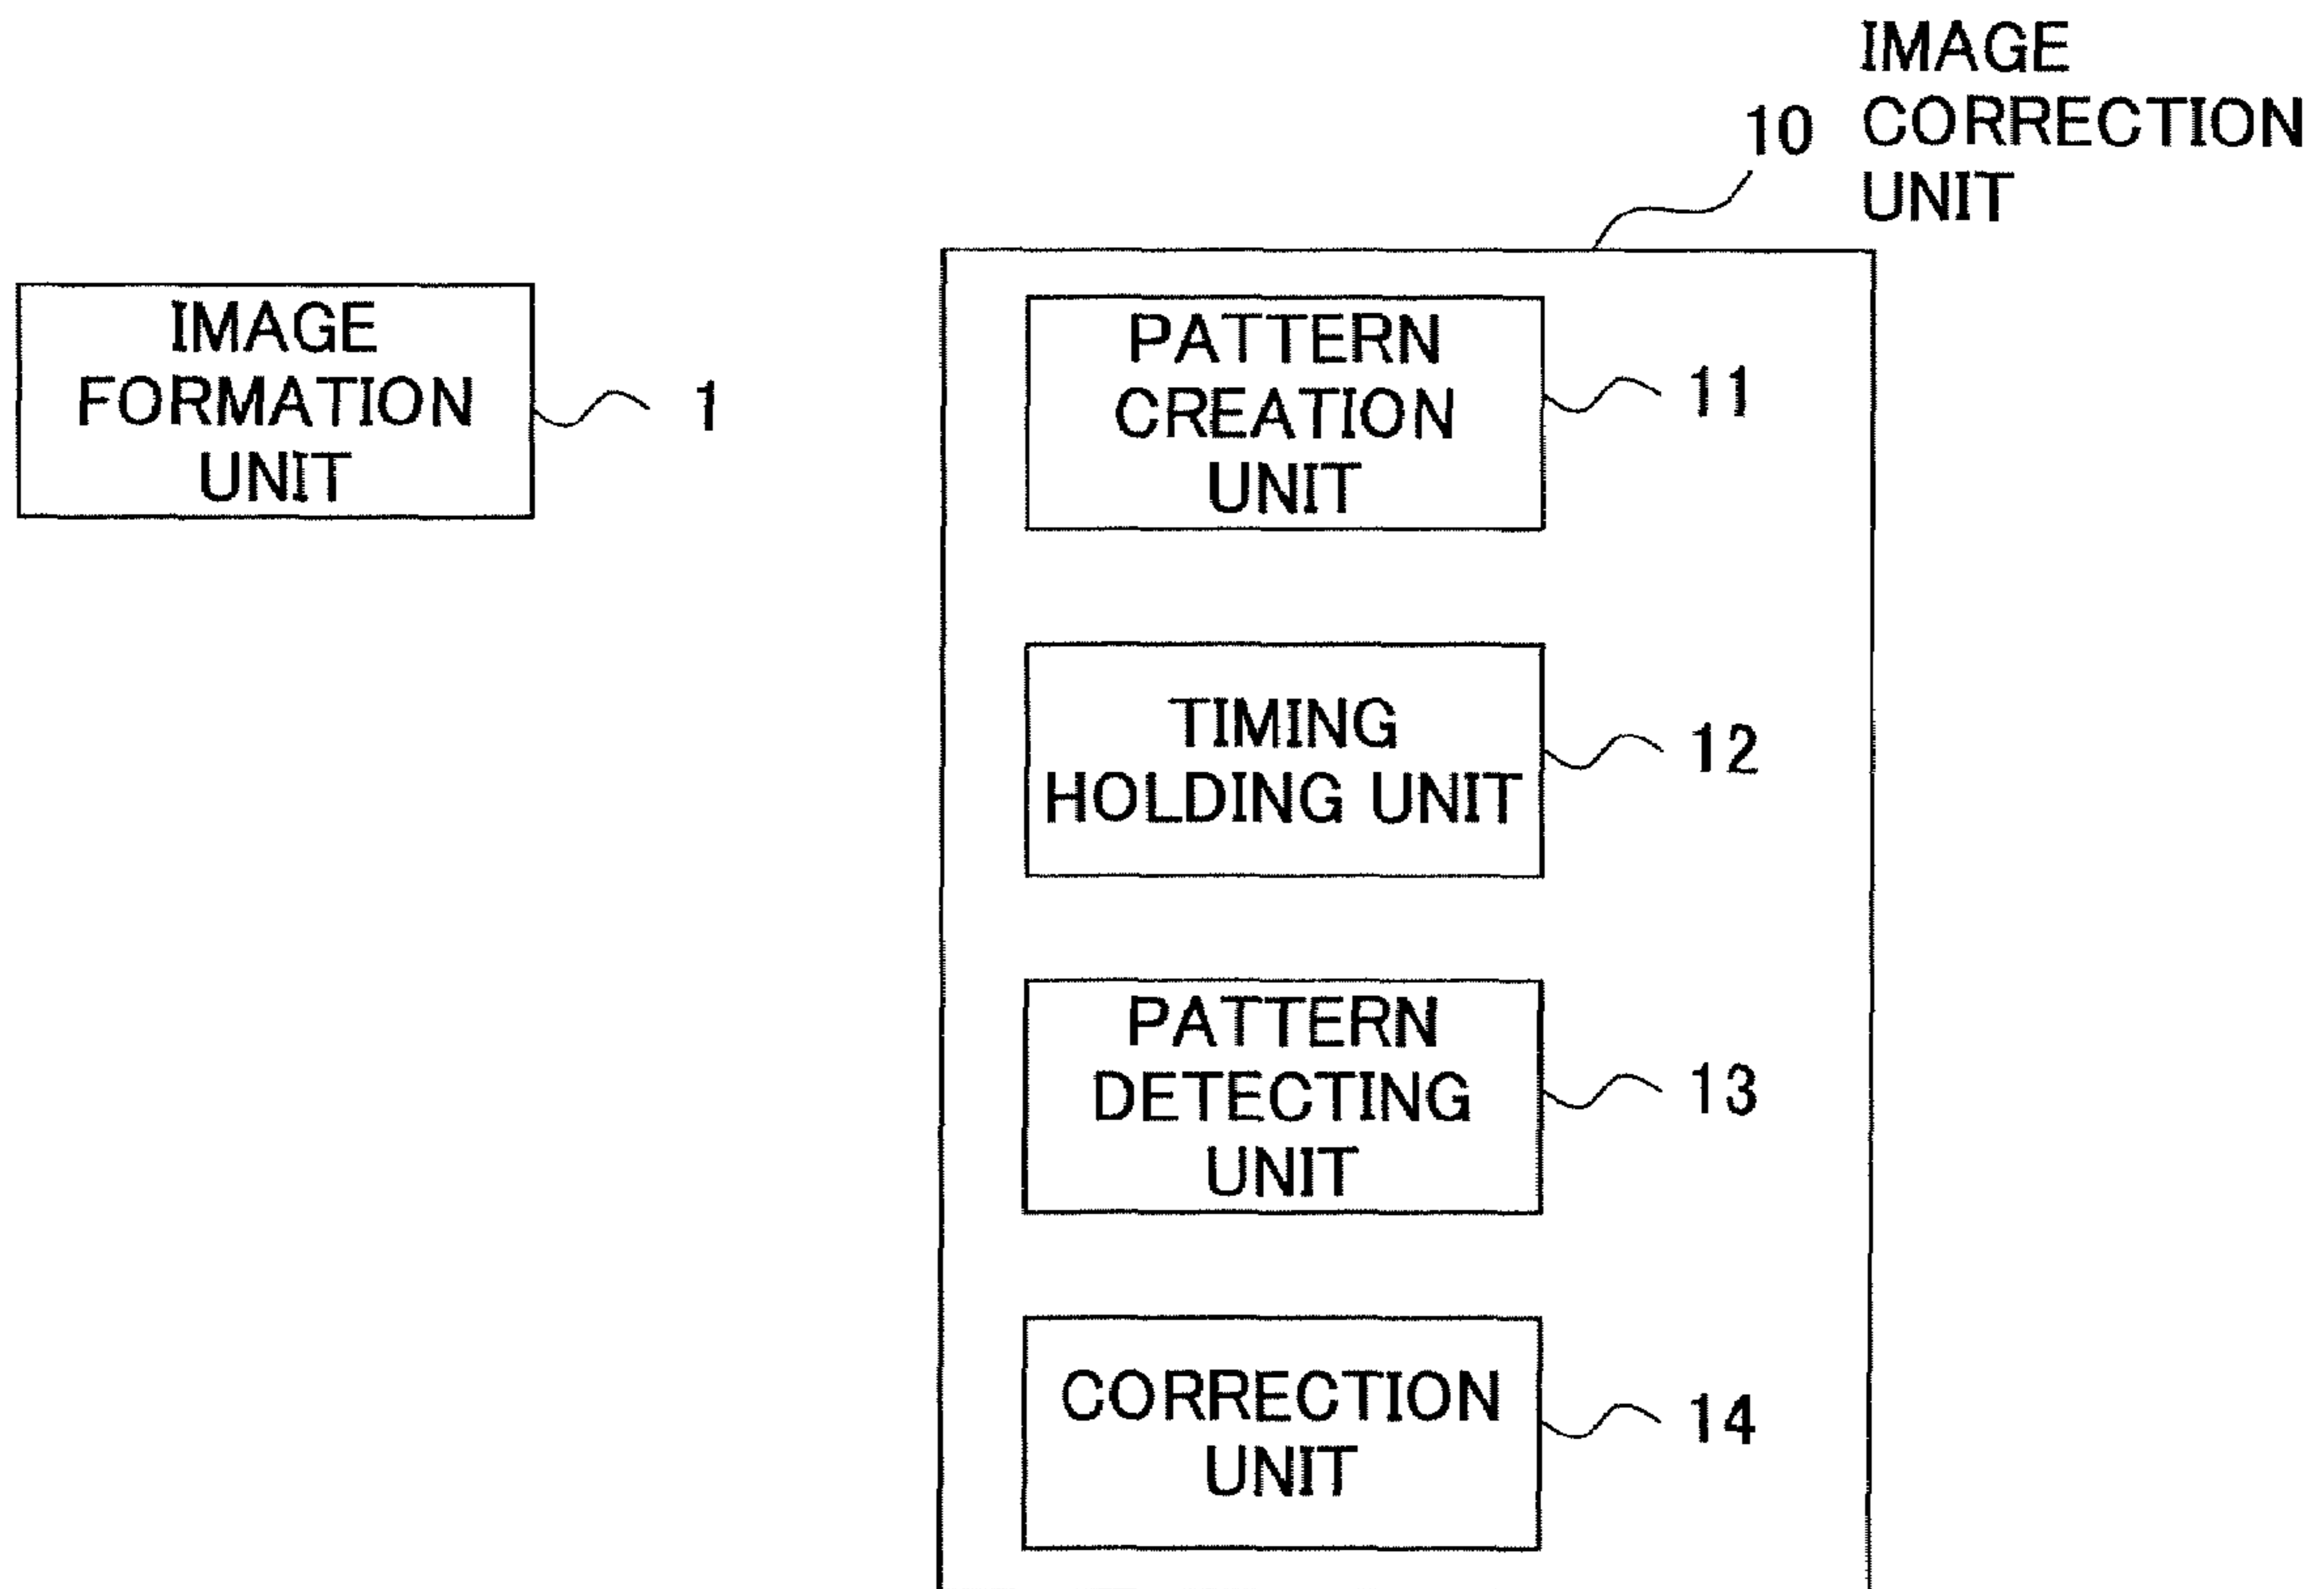 IMAGE
CORRECTION
UNIT
10
IMAGE
FORMATION
UNIT
1
PATTERN
CREATION
UNIT
11
TIMING
HOLDING UNIT
12
PATTERN
DETECTING
UNIT
13
CORRECTION
UNIT
14